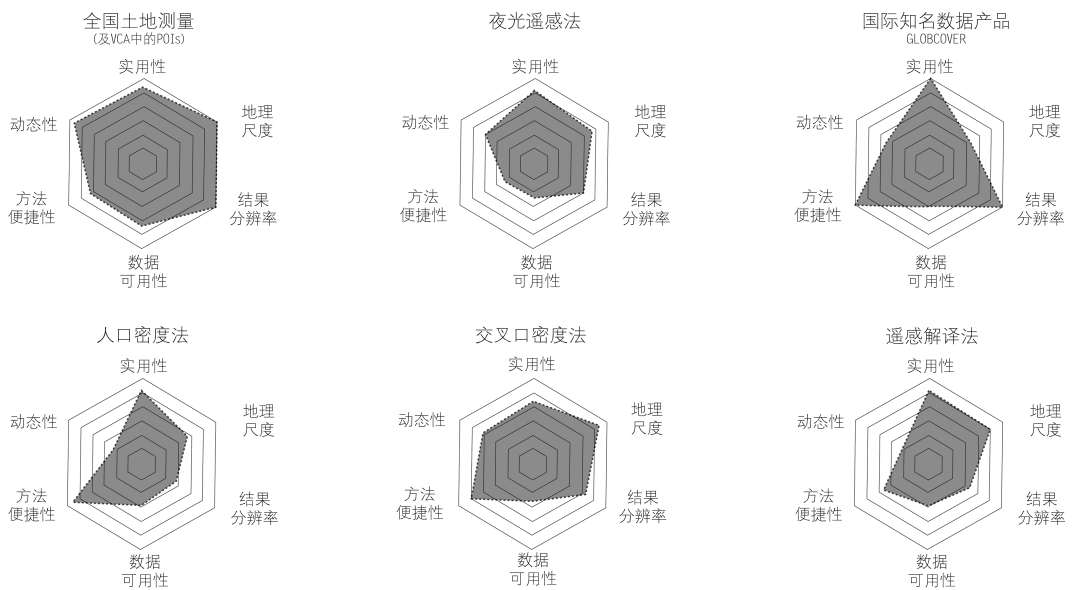 全国土地测量
(及VCA中的POIs)
实用性
地理
尺度
结果
分辨率
数据
可用性
方法
便捷性
动态性
夜光遥感法
实用性
地理
尺度
结果
分辨率
数据
可用性
方法
便捷性
动态性
国际知名数据产品
GLOBCOVER
实用性
地理
尺度
结果
分辨率
数据
可用性
方法
便捷性
动态性
人口密度法
实用性
地理
尺度
结果
分辨率
数据
可用性
方法
便捷性
动态性
交叉口密度法
实用性
地理
尺度
结果
分辨率
数据
可用性
方法
便捷性
动态性
遥感解译法
实用性
地理
尺度
结果
分辨率
数据
可用性
方法
便捷性
动态性